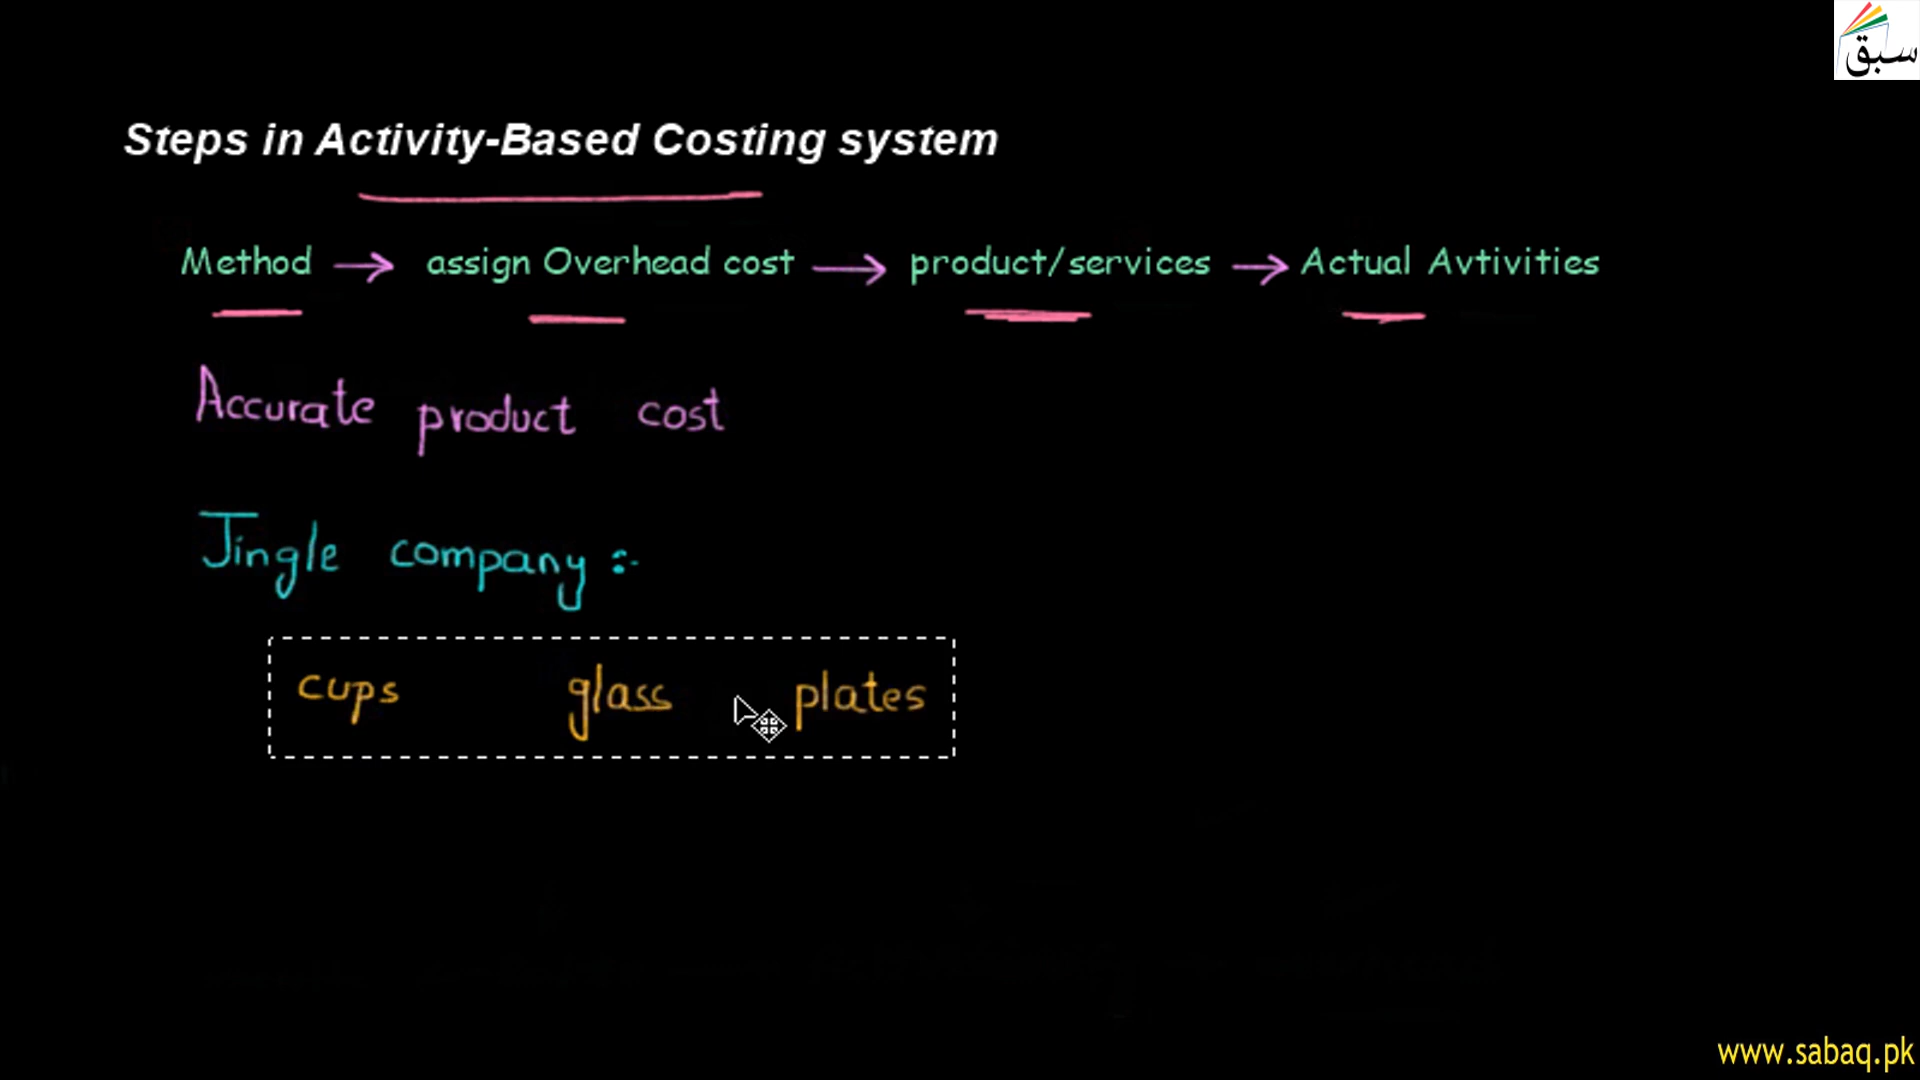 سبق
Steps in Activity-Based Costing system
Method → assign Overhead cost → product/services → Actual Avtivities
Accurate product cost
Jingle company :-
cups glass plates
www.sabaq.pk